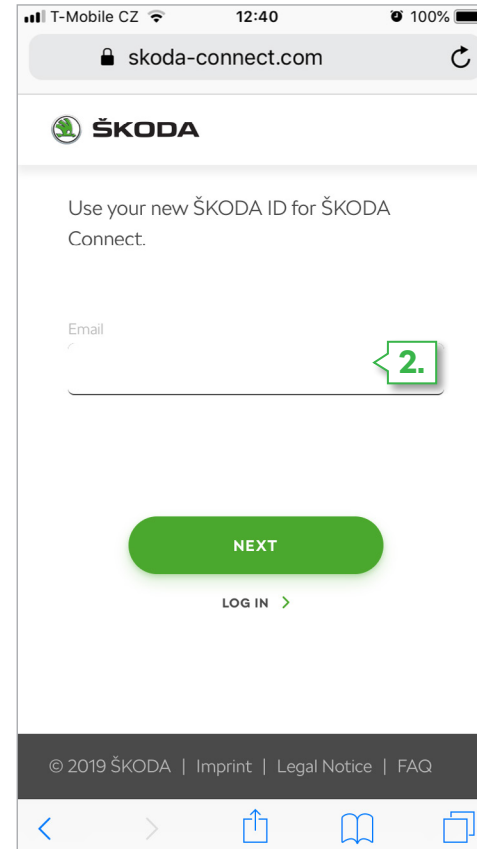 T-Mobile CZ 12:40 100%
skoda-connect.com
ŠKODA
Use your new ŠKODA ID for ŠKODA
Connect.
Email
2.
NEXT
LOG IN
© 2019 ŠKODA | Imprint | Legal Notice | FAQ